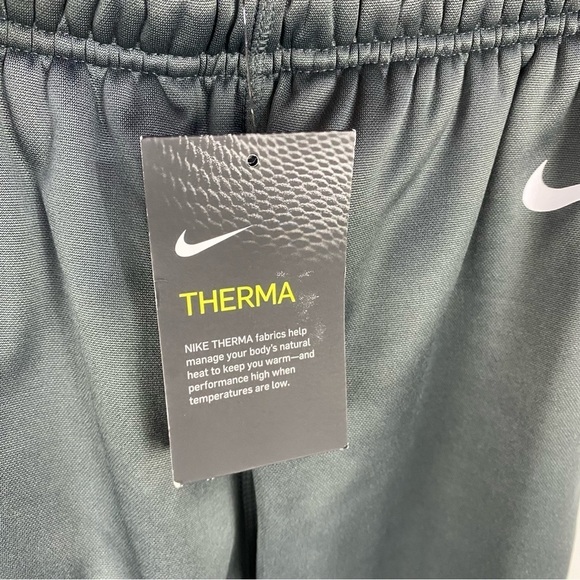 THERMA
NIKE THERMA fabrics help
manage your body's natural
heat to keep you warm—and
performance high when
temperatures are low.